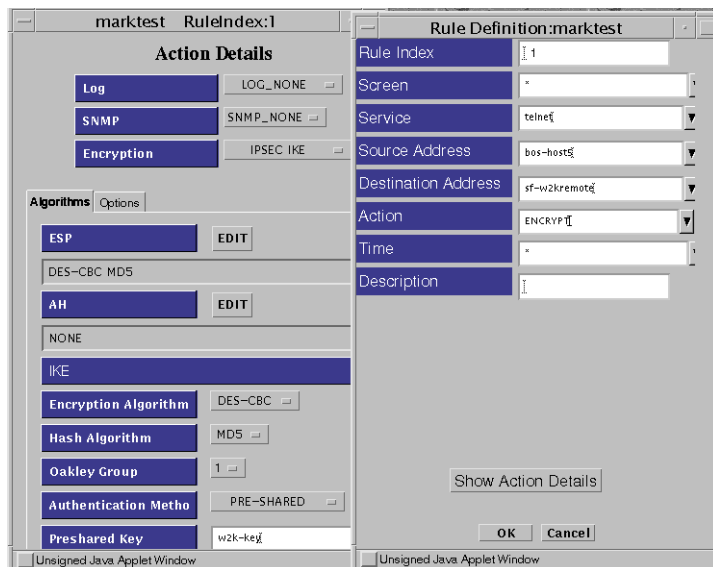 marktest RuleIndex:1
Action Details
Log LOG_NONE
SNMP SNMP_NONE
Encryption IPSEC IKE
Algorithms Options
ESP EDIT
DES-CBC MD5
AH EDIT
NONE
IKE
Encryption Algorithm DES-CBC
Hash Algorithm MD5
Oakley Group 1
Authentication Metho PRE-SHARED
Preshared Key w2k-key
Unsigned Java Applet Window
Rule Definition:marktest
Rule Index 1
Screen *
Service telnet
Source Address bos-host5
Destination Address sf-w2kremote
Action ENCRYPT
Time *
Description
Show Action Details
OK Cancel
Unsigned Java Applet Window